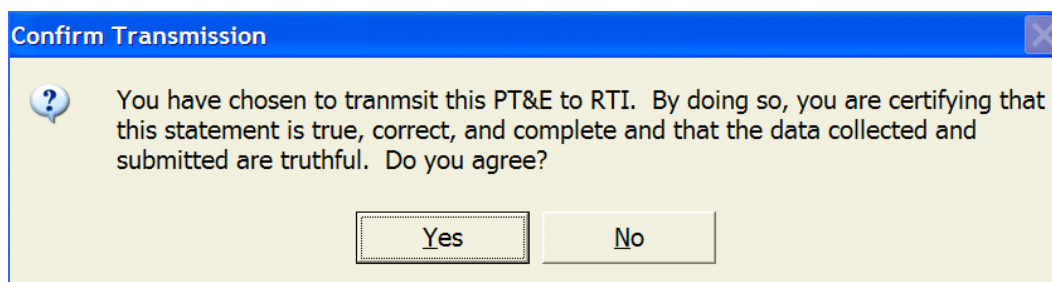 Confirm Transmission
You have chosen to tranmsit this PT&E to RTI.  By doing so, you are certifying that
this statement is true, correct, and complete and that the data collected and
submitted are truthful.  Do you agree?
Yes No